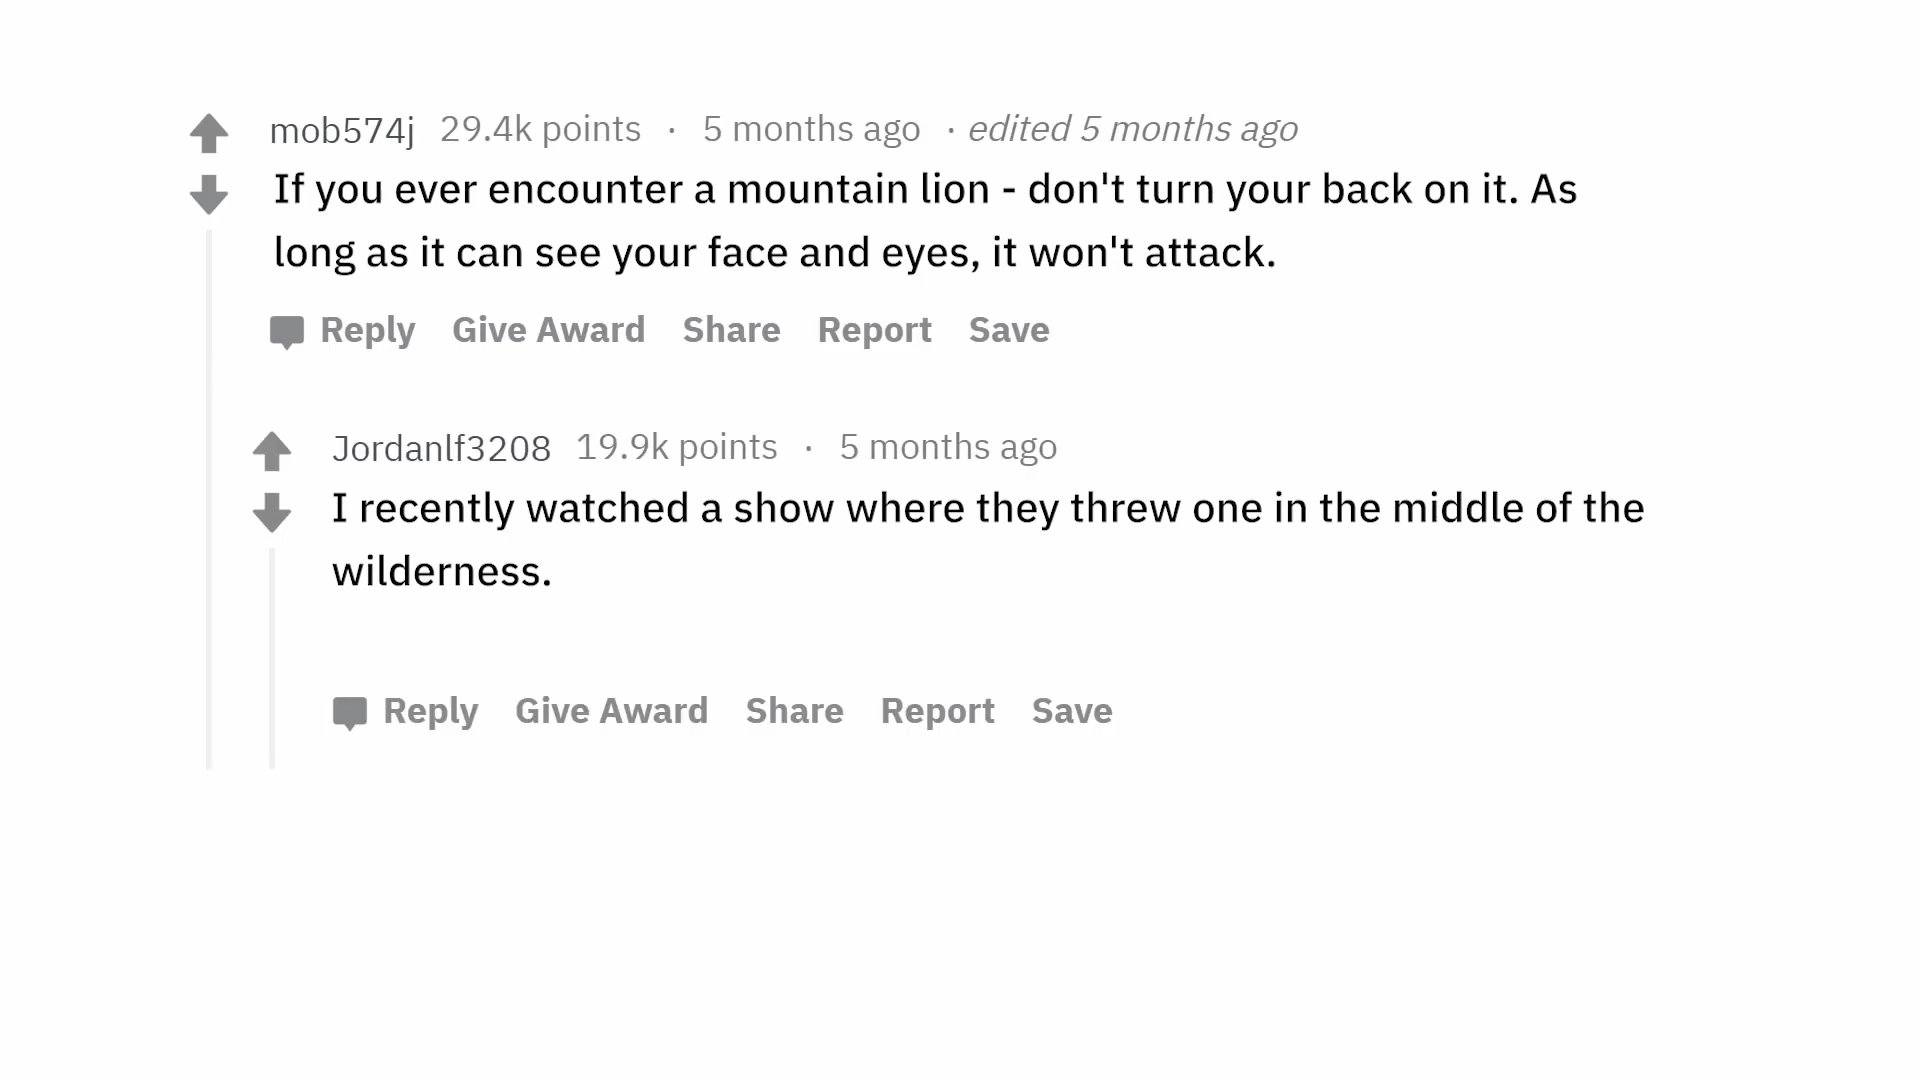 mob574j 29.4k points · 5 months ago · edited 5 months ago
If you ever encounter a mountain lion - don't turn your back on it. As
long as it can see your face and eyes, it won't attack.
Reply Give Award Share Report Save
Jordanlf3208 19.9k points · 5 months ago
I recently watched a show where they threw one in the middle of the
wilderness.
Reply Give Award Share Report Save